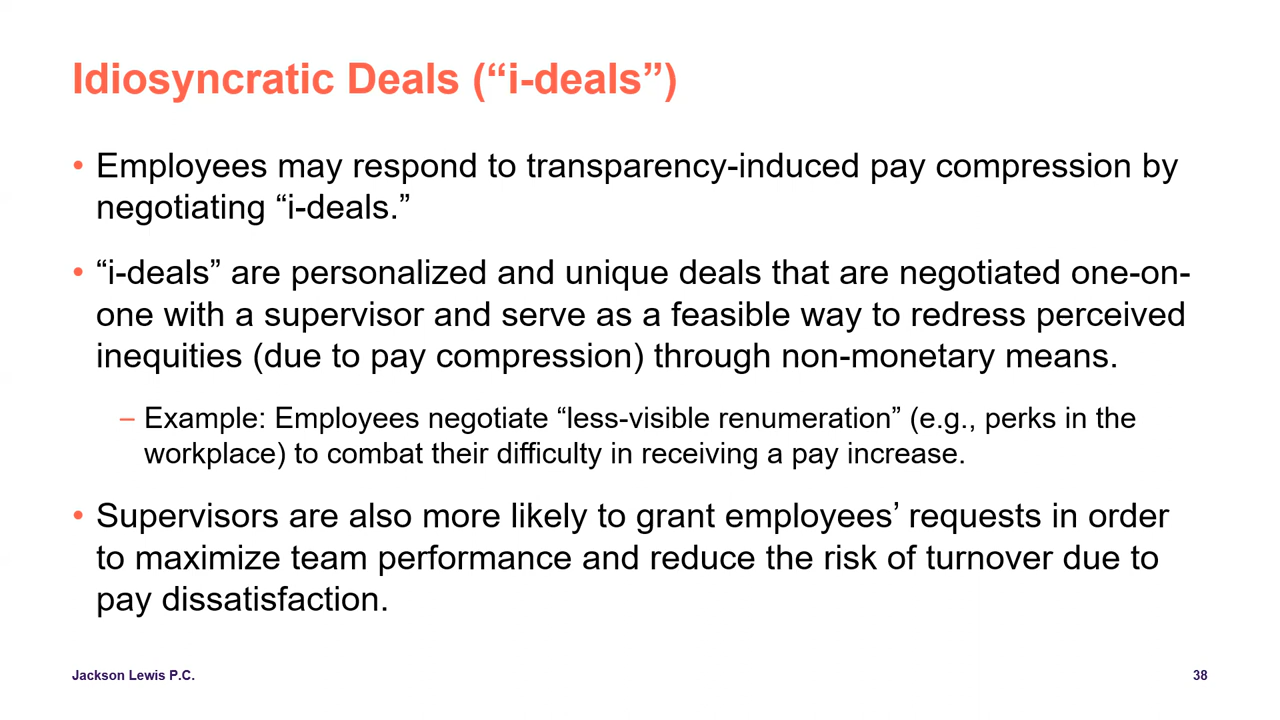 Idiosyncratic Deals (“i-deals”)
• Employees may respond to transparency-induced pay compression by
negotiating “i-deals.”
• “i-deals” are personalized and unique deals that are negotiated one-on-
one with a supervisor and serve as a feasible way to redress perceived
inequities (due to pay compression) through non-monetary means.
– Example: Employees negotiate “less-visible renumeration” (e.g., perks in the
workplace) to combat their difficulty in receiving a pay increase.
• Supervisors are also more likely to grant employees’ requests in order
to maximize team performance and reduce the risk of turnover due to
pay dissatisfaction.
Jackson Lewis P.C.
38